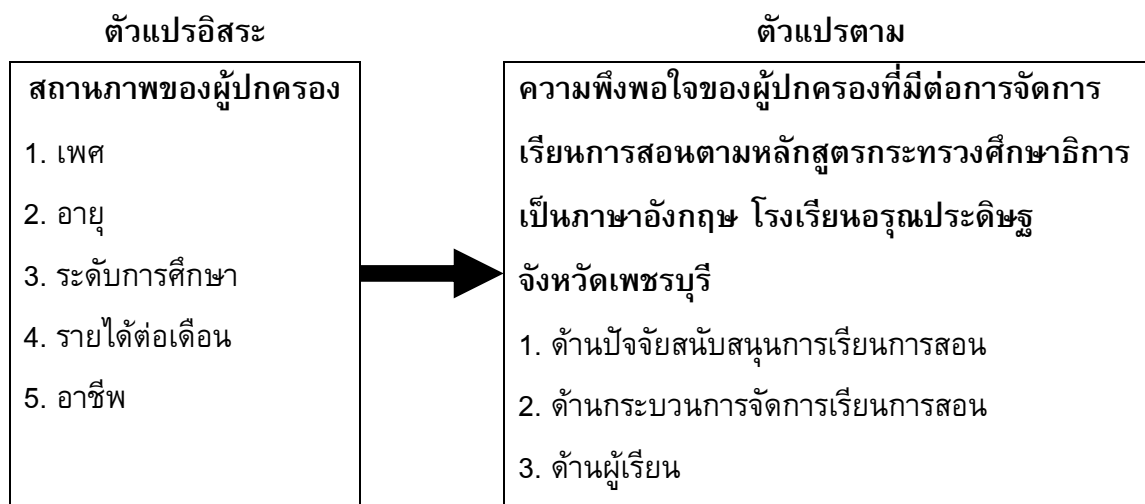 ตัวแปรอิสระ
ตัวแปรตาม
สถานภาพของผู้ปกครอง
1. เพศ
2. อายุ
3. ระดับการศึกษา
4. รายได้ต่อเดือน
5. อาชีพ
ความพึงพอใจของผู้ปกครองที่มีต่อการจัดการ
เรียนการสอนตามหลักสูตรกระทรวงศึกษาธิการ
เป็นภาษาอังกฤษ โรงเรียนอรุณประดิษฐ
จังหวัดเพชรบุรี
1. ด้านปัจจัยสนับสนุนการเรียนการสอน
2. ด้านกระบวนการจัดการเรียนการสอน
3. ด้านผู้เรียน